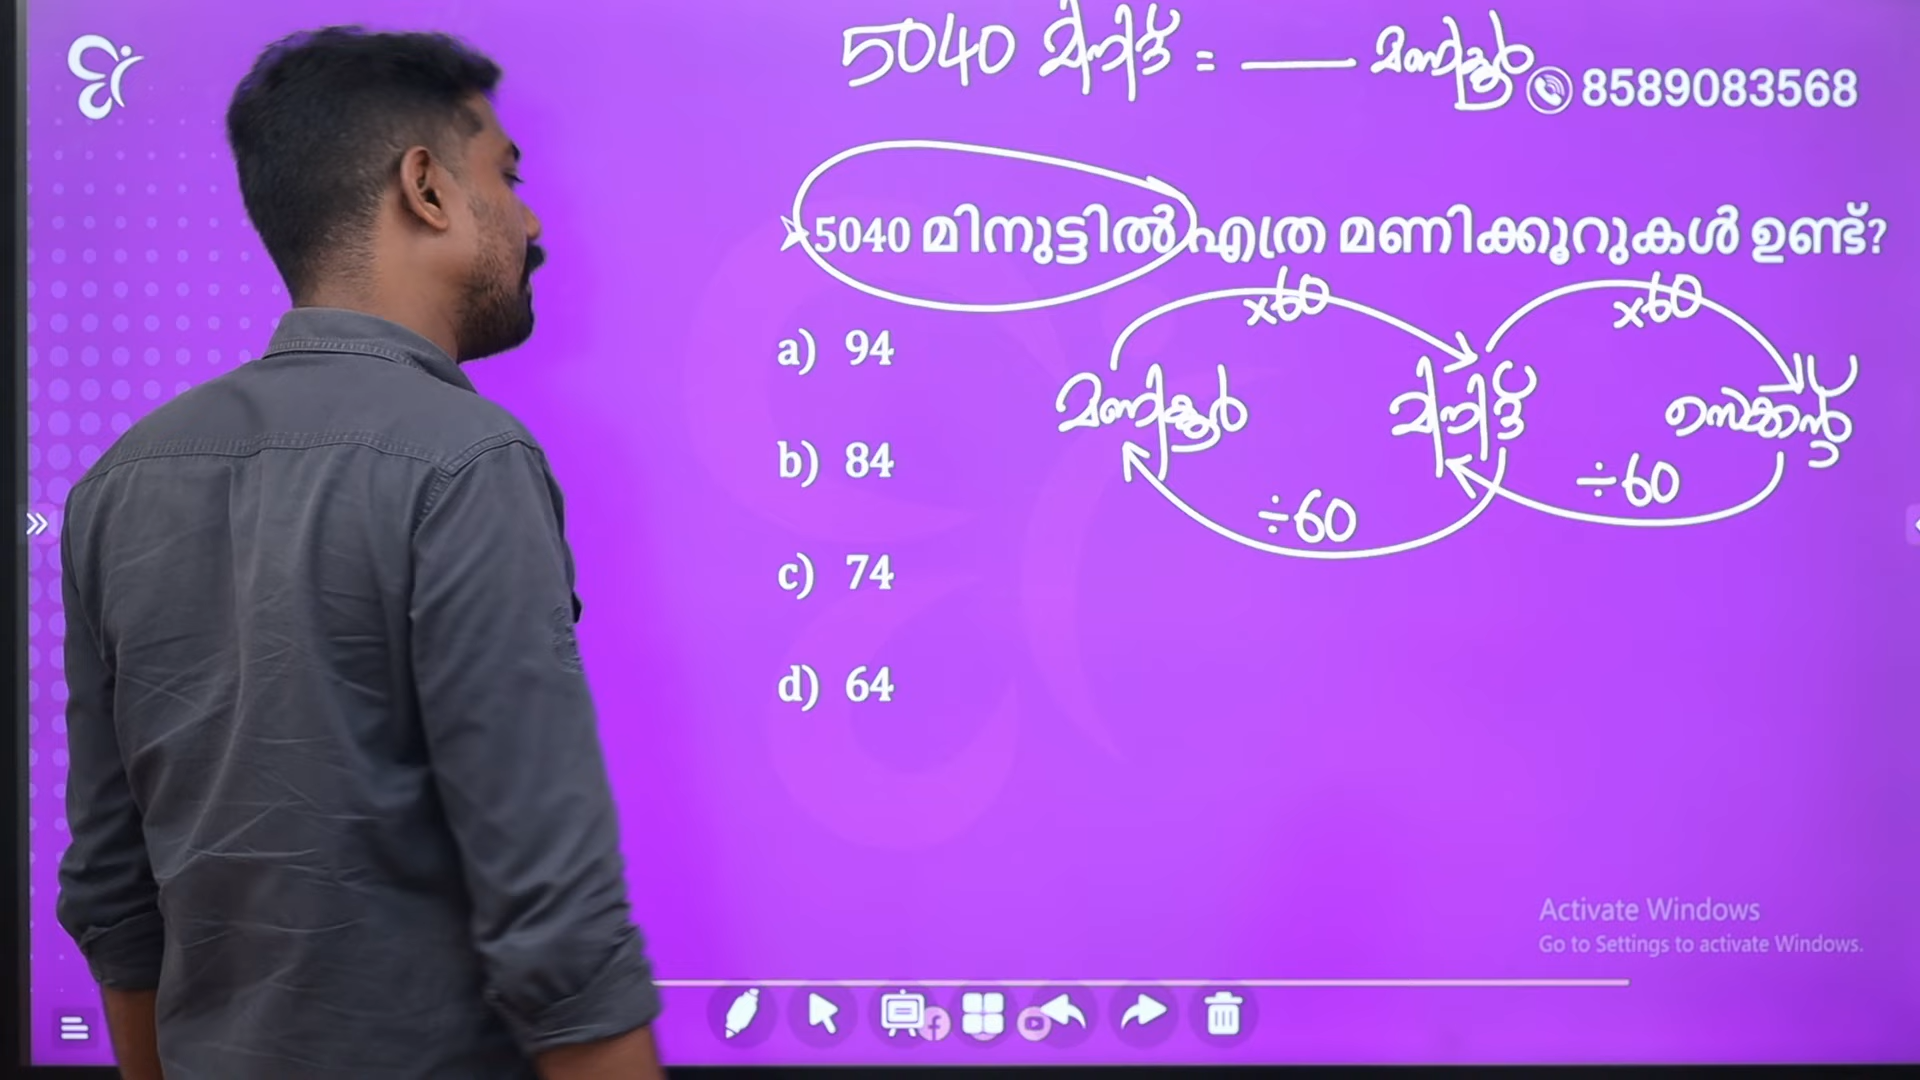 5040 മിനിട്ട് = ___ മണിക്കൂർ
8589083568
5040 മിനുട്ടിൽ എത്ര മണിക്കൂറുകൾ ഉണ്ട്?
×60 ×60
a) 94
മണിക്കൂർ മിനിട്ട് സെക്കന്റ്
b) 84
÷60 ÷60
c) 74
d) 64
Activate Windows
Go to Settings to activate Windows.